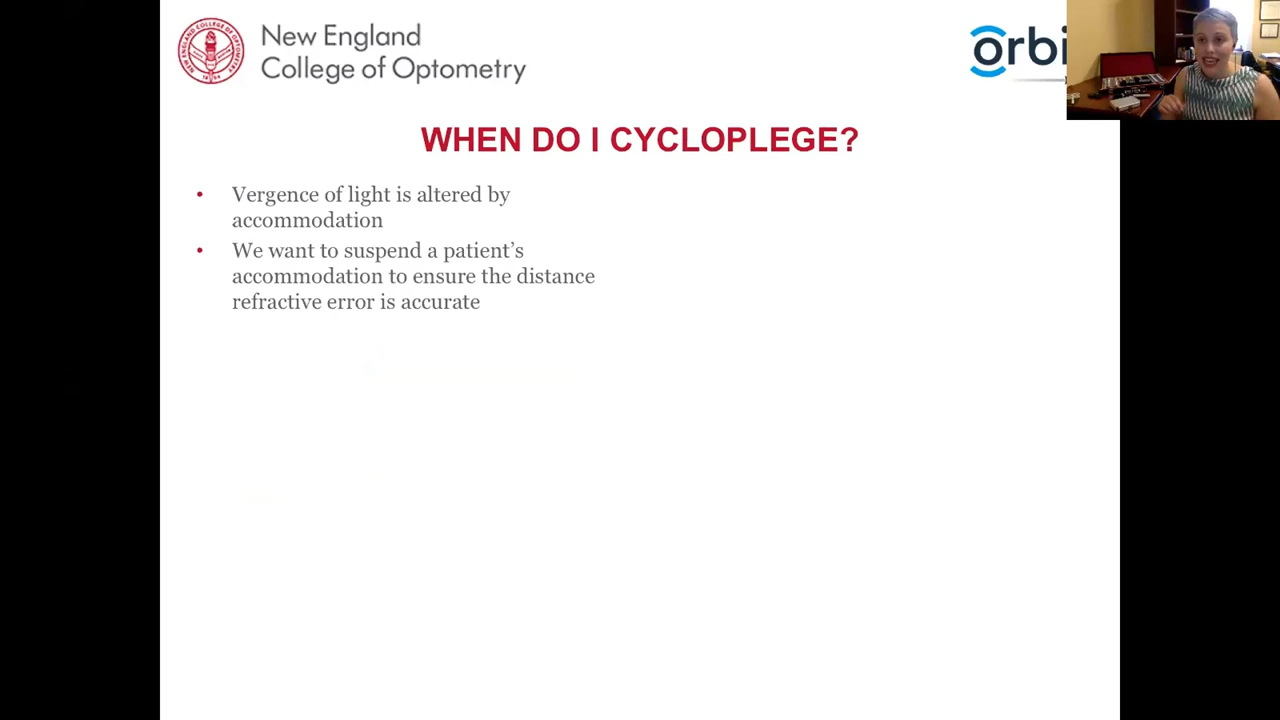 New England
College of Optometry
WHEN DO I CYCLOPLEGE?
• Vergence of light is altered by
accommodation
• We want to suspend a patient’s
accommodation to ensure the distance
refractive error is accurate